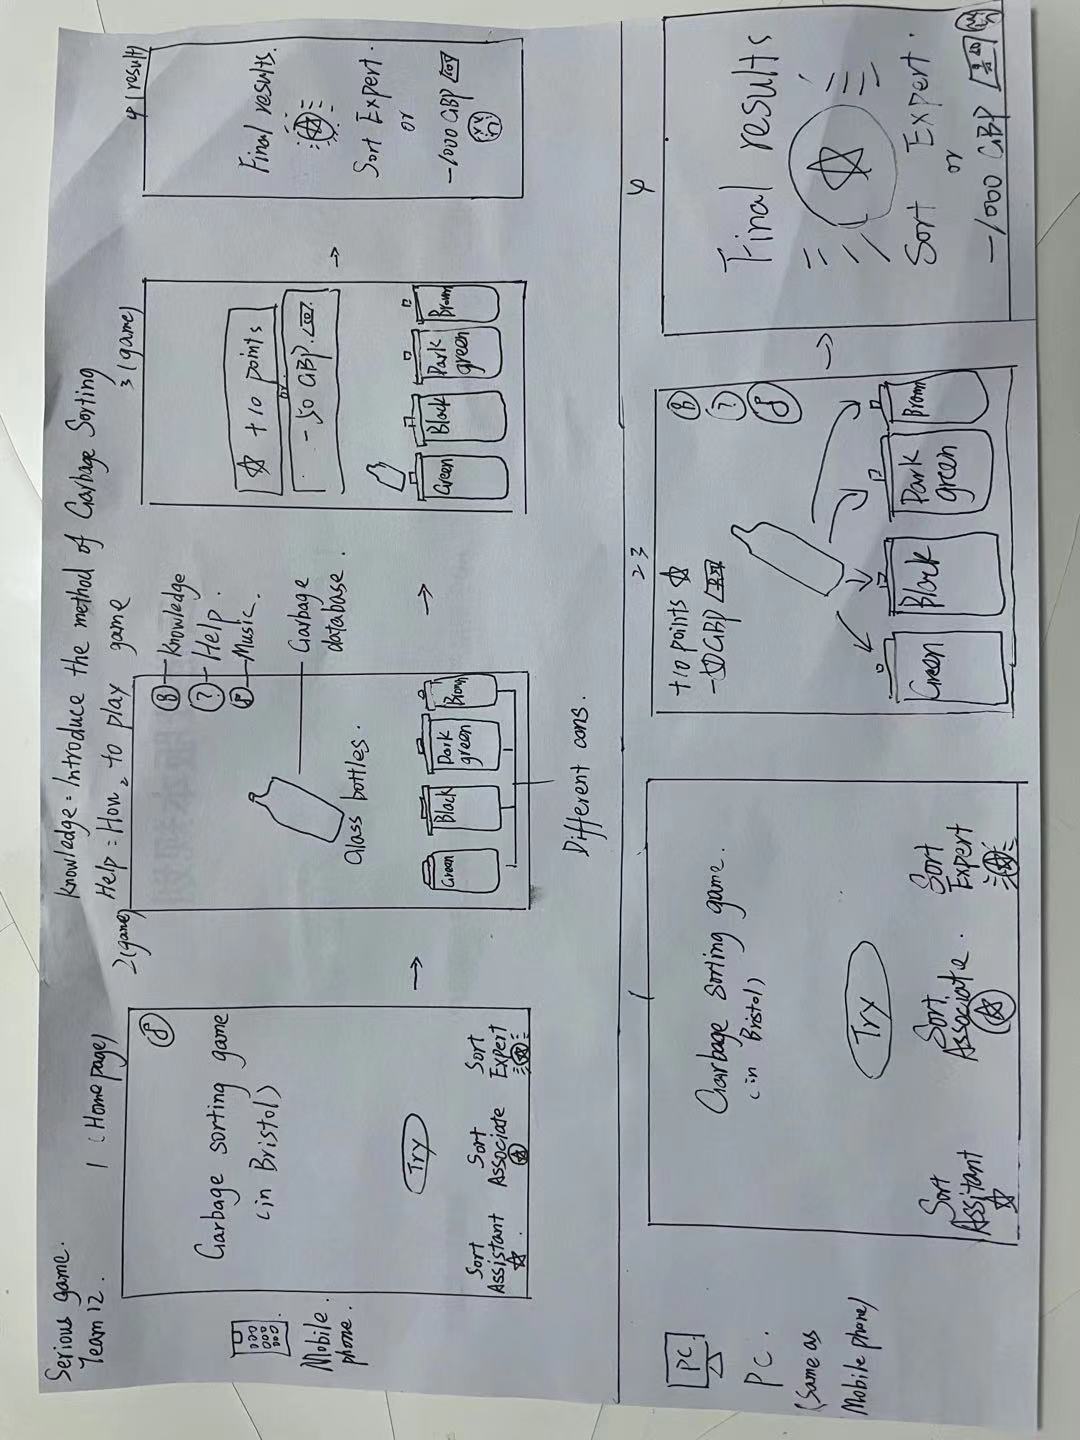 Serious game.
Team 12.
Knowledge = Introduce the method of Garbage Sorting
Help = How to play game
Mobile
phone.
1 (Home page)
Garbage sorting game
(in Bristol)
Try
Sort
Assistant
Sort
Associate
Sort
Expert
2 (game)
B — Knowledge
? — Help.
Music.
Garbage
database.
Glass bottles.
Green
Black
Dark
green
Brown
Different cans.
3 (game)
+10 points
or
-50 GBP.
Green
Black
Dark
green
Brown
4 (result)
Final results.
Sort Expert.
or
-1000 GBP
PC
PC.
(Same as
Mobile phone)
1
Garbage sorting game.
(in Bristol)
Try
Sort
Assitant
Sort
Associate.
Sort
Expert
23
+10 points
GBP
B
?
Green
Black
Dark
green
Brown
4
Final results
Sort Expert.
or
-1000 GBP